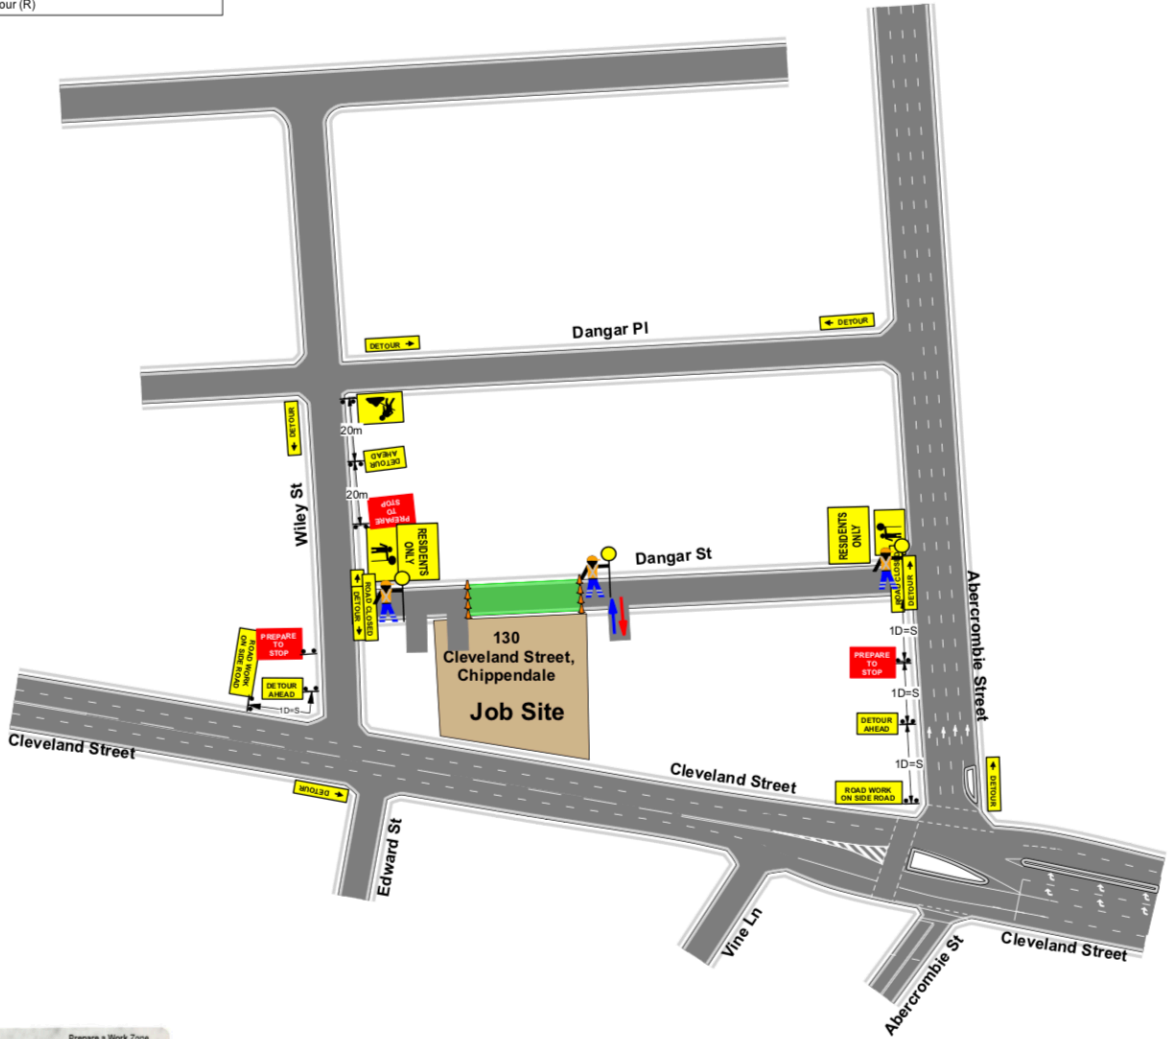 our (R)
Dangar Pl
DETOUR
DETOUR
DETOUR
20m
DETOUR
AHEAD
20m
PREPARE
TO
STOP
Wiley St
RESIDENTS
ONLY
RESIDENTS
ONLY
Dangar St
DETOUR
ROAD CLOSED
ROAD CLOSED
DETOUR
Abercrombie Street
1D=S
PREPARE
TO
STOP
ROAD WORK
ON SIDE ROAD
DETOUR
AHEAD
1D=S
130
Cleveland Street,
Chippendale
Job Site
PREPARE
TO
STOP
1D=S
DETOUR
AHEAD
1D=S
ROAD WORK
ON SIDE ROAD
DETOUR
Cleveland Street
DETOUR
Cleveland Street
Edward St
Vine Ln
Abercrombie St
Cleveland Street
Prepare a Work Zone